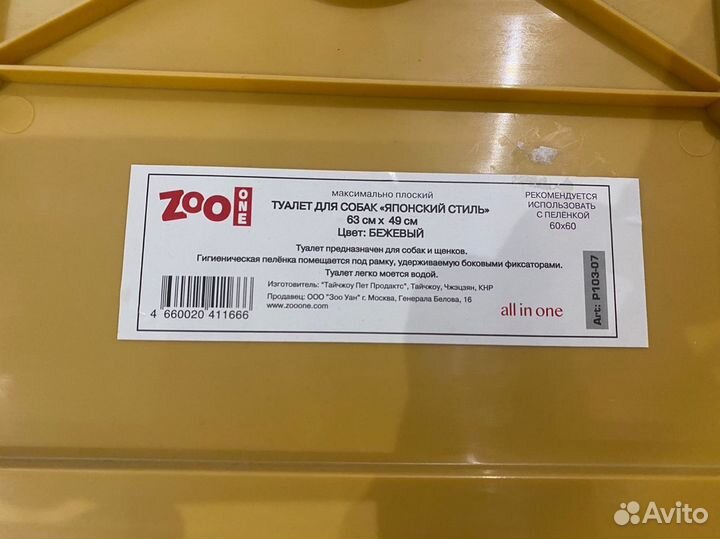 ZOO ONE
максимально плоский
ТУАЛЕТ ДЛЯ СОБАК «ЯПОНСКИЙ СТИЛЬ»
63 см х 49 см
Цвет: БЕЖЕВЫЙ
РЕКОМЕНДУЕТСЯ
ИСПОЛЬЗОВАТЬ
С ПЕЛЁНКОЙ
60х60
Туалет предназначен для собак и щенков.
Гигиеническая пелёнка помещается под рамку, удерживаемую боковыми фиксаторами.
Туалет легко моется водой.
Изготовитель: "Тайчжоу Пет Продактс", Тайчжоу, Чжэцзян, КНР
Продавец: ООО "Зоо Уан" г. Москва, Генерала Белова, 16
www.zooone.com
4 660020 411666
all in one
Art: P103-07
Avito